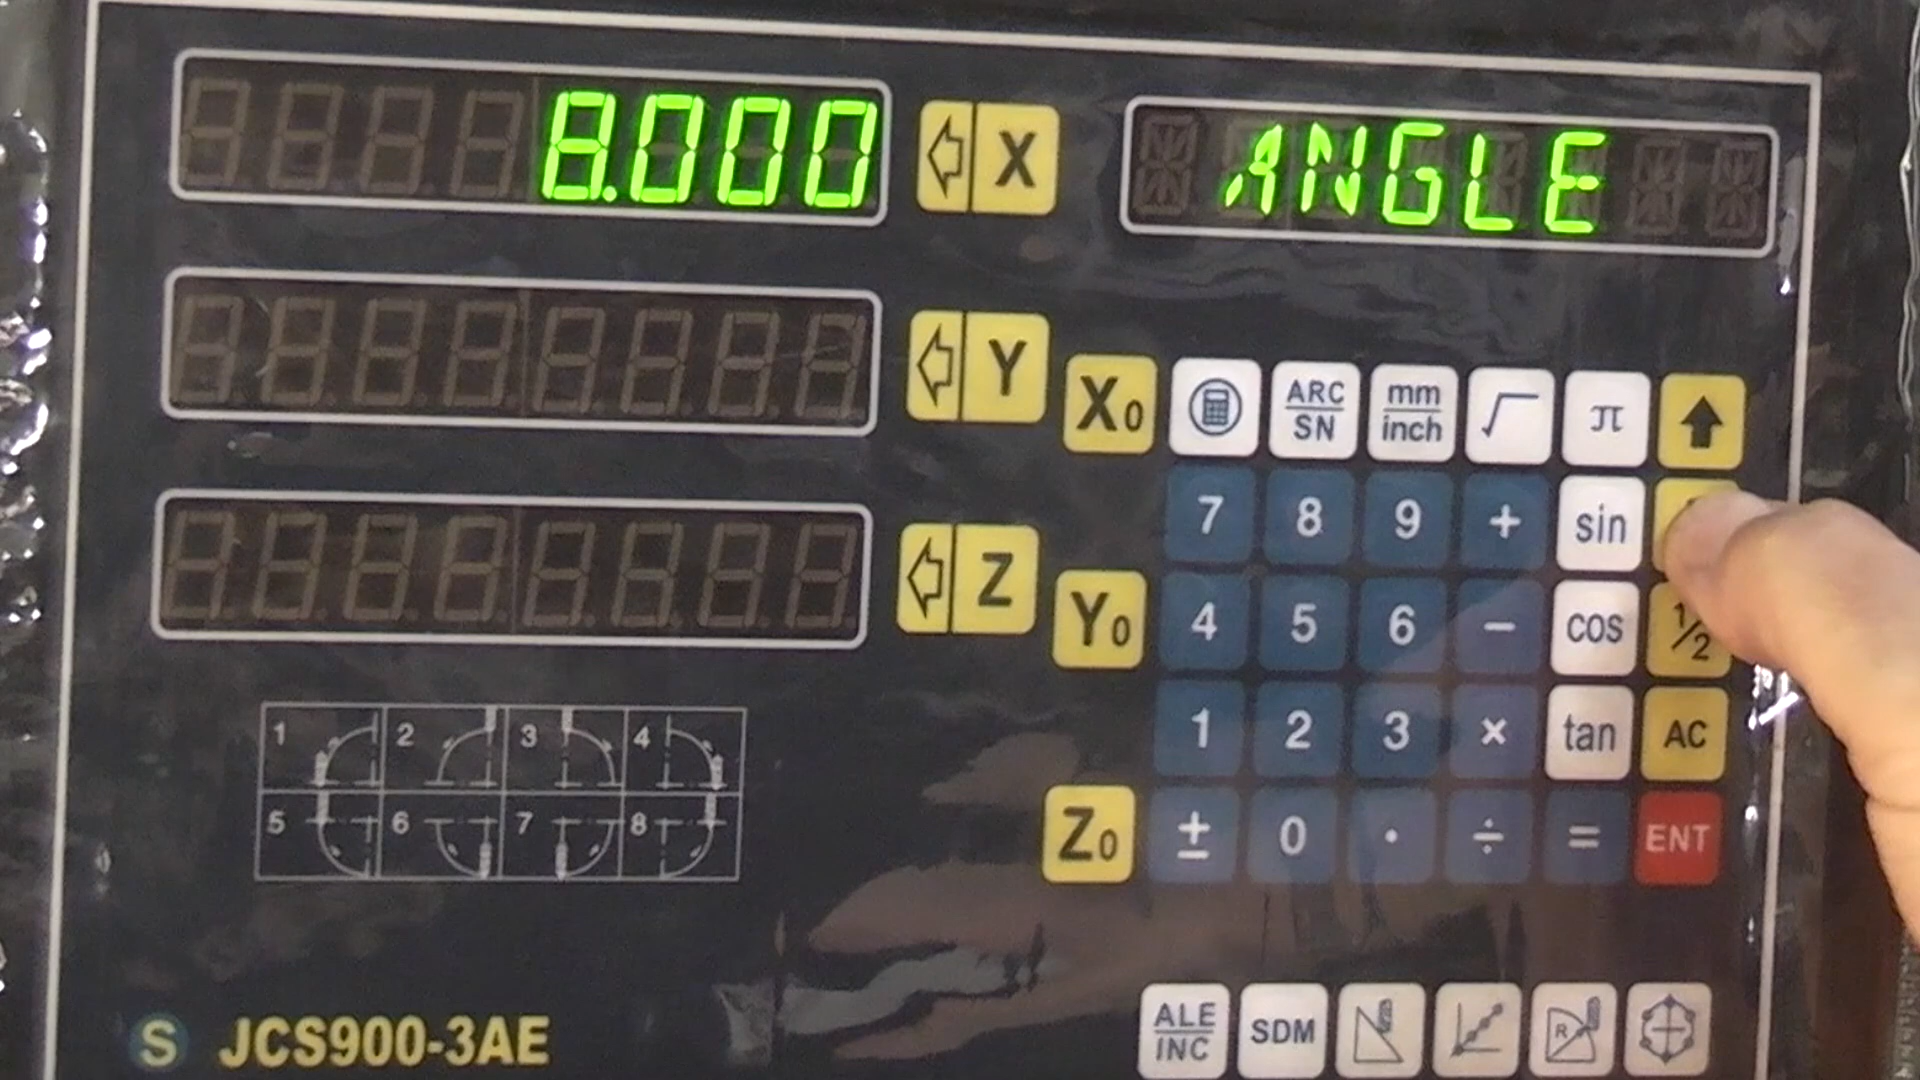 8.000 X ANGLE
Y X0 ARC/SN mm/inch √ π
7 8 9 + sin
Z Y0 4 5 6 − cos 1/2
1 2 3 × tan AC
Z0 ± 0 · ÷ = ENT
1 2 3 4
5 6 7 8
S JCS900-3AE
ALE/INC SDM R